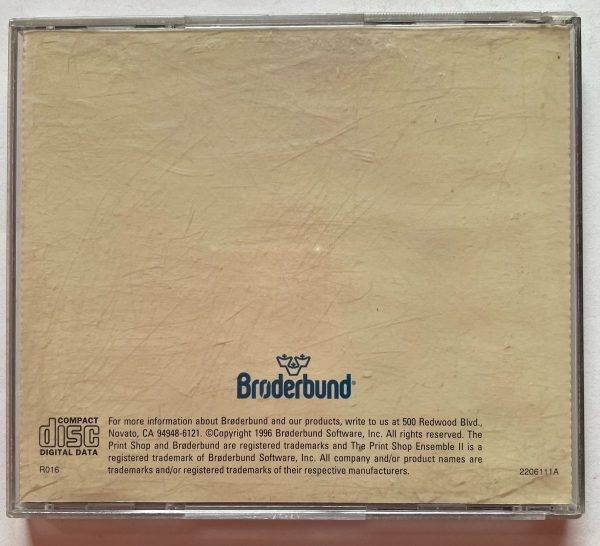 Brøderbund®
COMPACT
disc
DIGITAL DATA
For more information about Brøderbund and our products, write to us at 500 Redwood Blvd.,
Novato, CA 94948-6121. ©Copyright 1996 Brøderbund Software, Inc. All rights reserved. The
Print Shop and Brøderbund are registered trademarks and The Print Shop Ensemble II is a
registered trademark of Brøderbund Software, Inc. All company and/or product names are
trademarks and/or registered trademarks of their respective manufacturers.
R016
2206111A